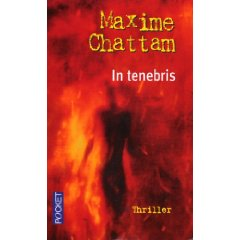 Maxime
Chattam
In tenebris
POCKET
Thriller